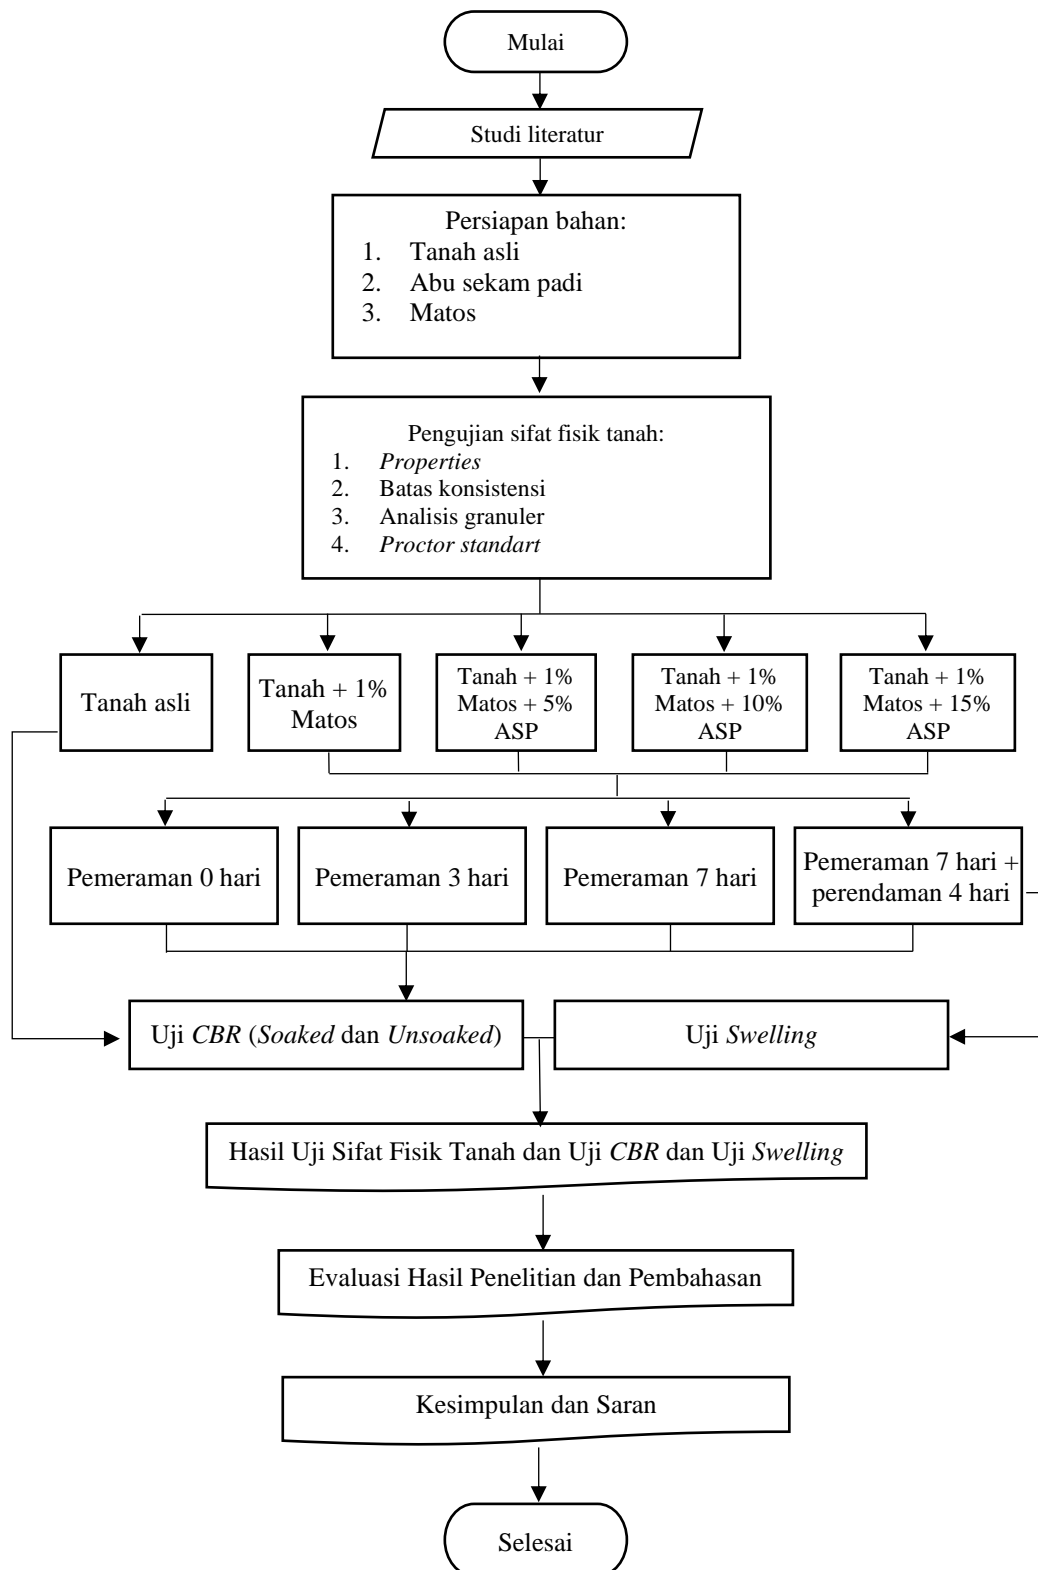 Mulai
Studi literatur
Persiapan bahan:
1. Tanah asli
2. Abu sekam padi
3. Matos
Pengujian sifat fisik tanah:
1. Properties
2. Batas konsistensi
3. Analisis granuler
4. Proctor standart
Tanah asli
Tanah + 1%
Matos
Tanah + 1%
Matos + 5%
ASP
Tanah + 1%
Matos + 10%
ASP
Tanah + 1%
Matos + 15%
ASP
Pemeraman 0 hari
Pemeraman 3 hari
Pemeraman 7 hari
Pemeraman 7 hari +
perendaman 4 hari
Uji CBR (Soaked dan Unsoaked)
Uji Swelling
Hasil Uji Sifat Fisik Tanah dan Uji CBR dan Uji Swelling
Evaluasi Hasil Penelitian dan Pembahasan
Kesimpulan dan Saran
Selesai